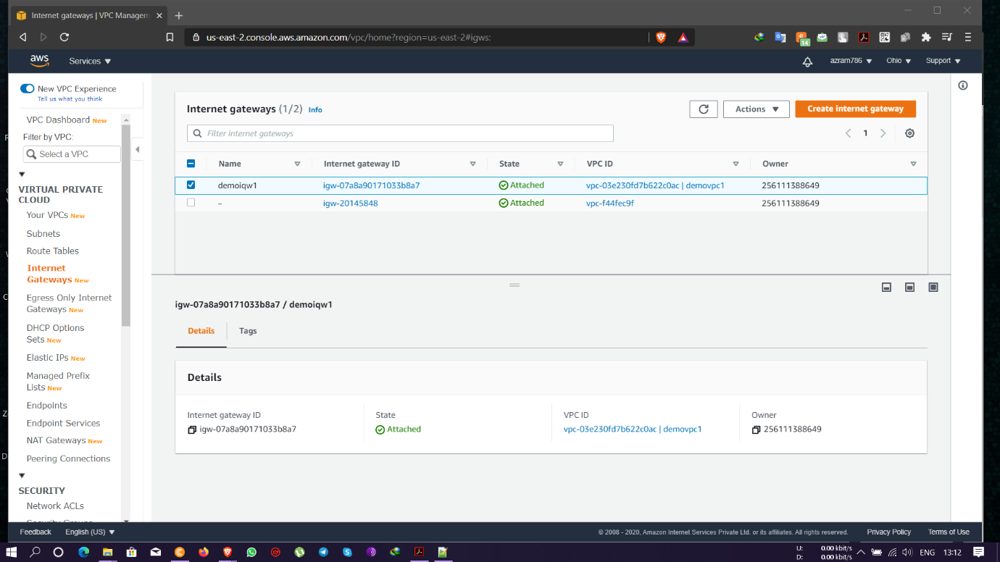 Internet gateways | VPC Managem
us-east-2.console.aws.amazon.com/vpc/home?region=us-east-2#igws:
14
aws
Services
azram786
Ohio
Support
New VPC Experience
Tell us what you think
VPC Dashboard New
Filter by VPC:
Select a VPC
VIRTUAL PRIVATE
CLOUD
Your VPCs New
Subnets
Route Tables
Internet
Gateways New
Egress Only Internet
Gateways New
DHCP Options
Sets New
Elastic IPs New
Managed Prefix
Lists New
Endpoints
Endpoint Services
NAT Gateways New
Peering Connections
SECURITY
Network ACLs
Internet gateways (1/2) Info
Actions
Create internet gateway
Filter internet gateways
1
Name Internet gateway ID State VPC ID Owner
demoiqw1 igw-07a8a90171033b8a7 Attached vpc-03e230fd7b622c0ac | demovpc1 256111388649
– igw-20145848 Attached vpc-f44fec9f 256111388649
igw-07a8a90171033b8a7 / demoiqw1
Details Tags
Details
Internet gateway ID State VPC ID Owner
igw-07a8a90171033b8a7 Attached vpc-03e230fd7b622c0ac | demovpc1 256111388649
Feedback English (US) © 2008 - 2020, Amazon Internet Services Private Ltd. or its affiliates. All rights reserved. Privacy Policy Terms of Use
U: 0.00 kbit/s
D: 0.00 kbit/s
ENG 13:12